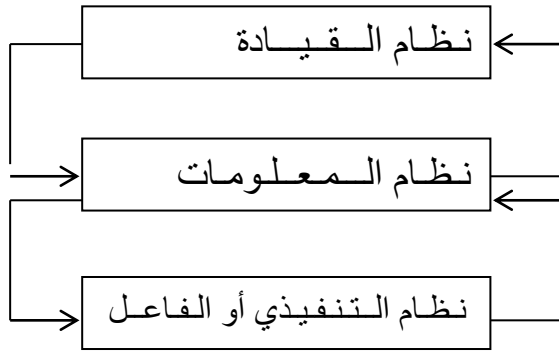 نظام القيادة
نظام المعلومات
نظام التنفيذي أو الفاعل